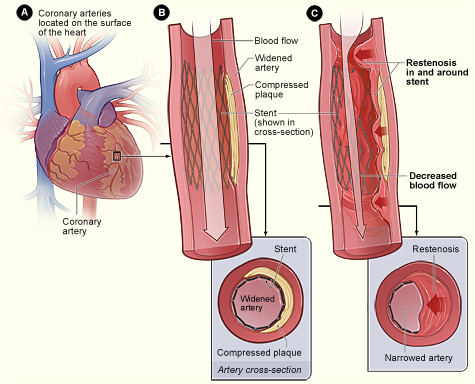 A
Coronary arteries
located on the surface
of the heart
Coronary
artery
B
Blood flow
Widened
artery
Compressed
plaque
Stent
(shown in
cross-section)
Stent
Widened
artery
Compressed plaque
Artery cross-section
C
Restenosis
in and around
stent
Decreased
blood flow
Restenosis
Narrowed artery